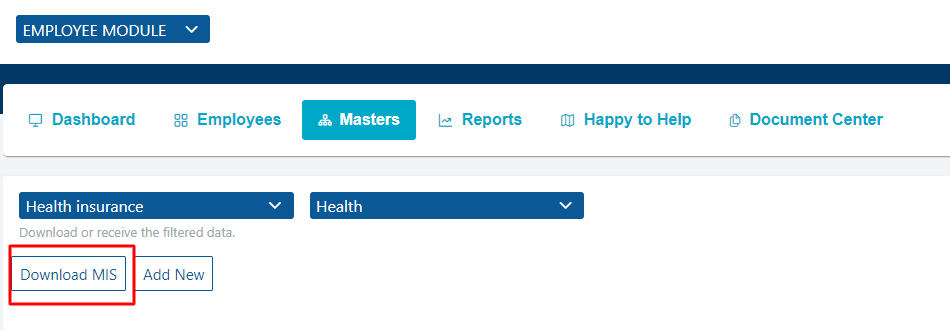 EMPLOYEE MODULE
Dashboard Employees Masters Reports Happy to Help Document Center
Health insurance Health
Download or receive the filtered data.
Download MIS Add New